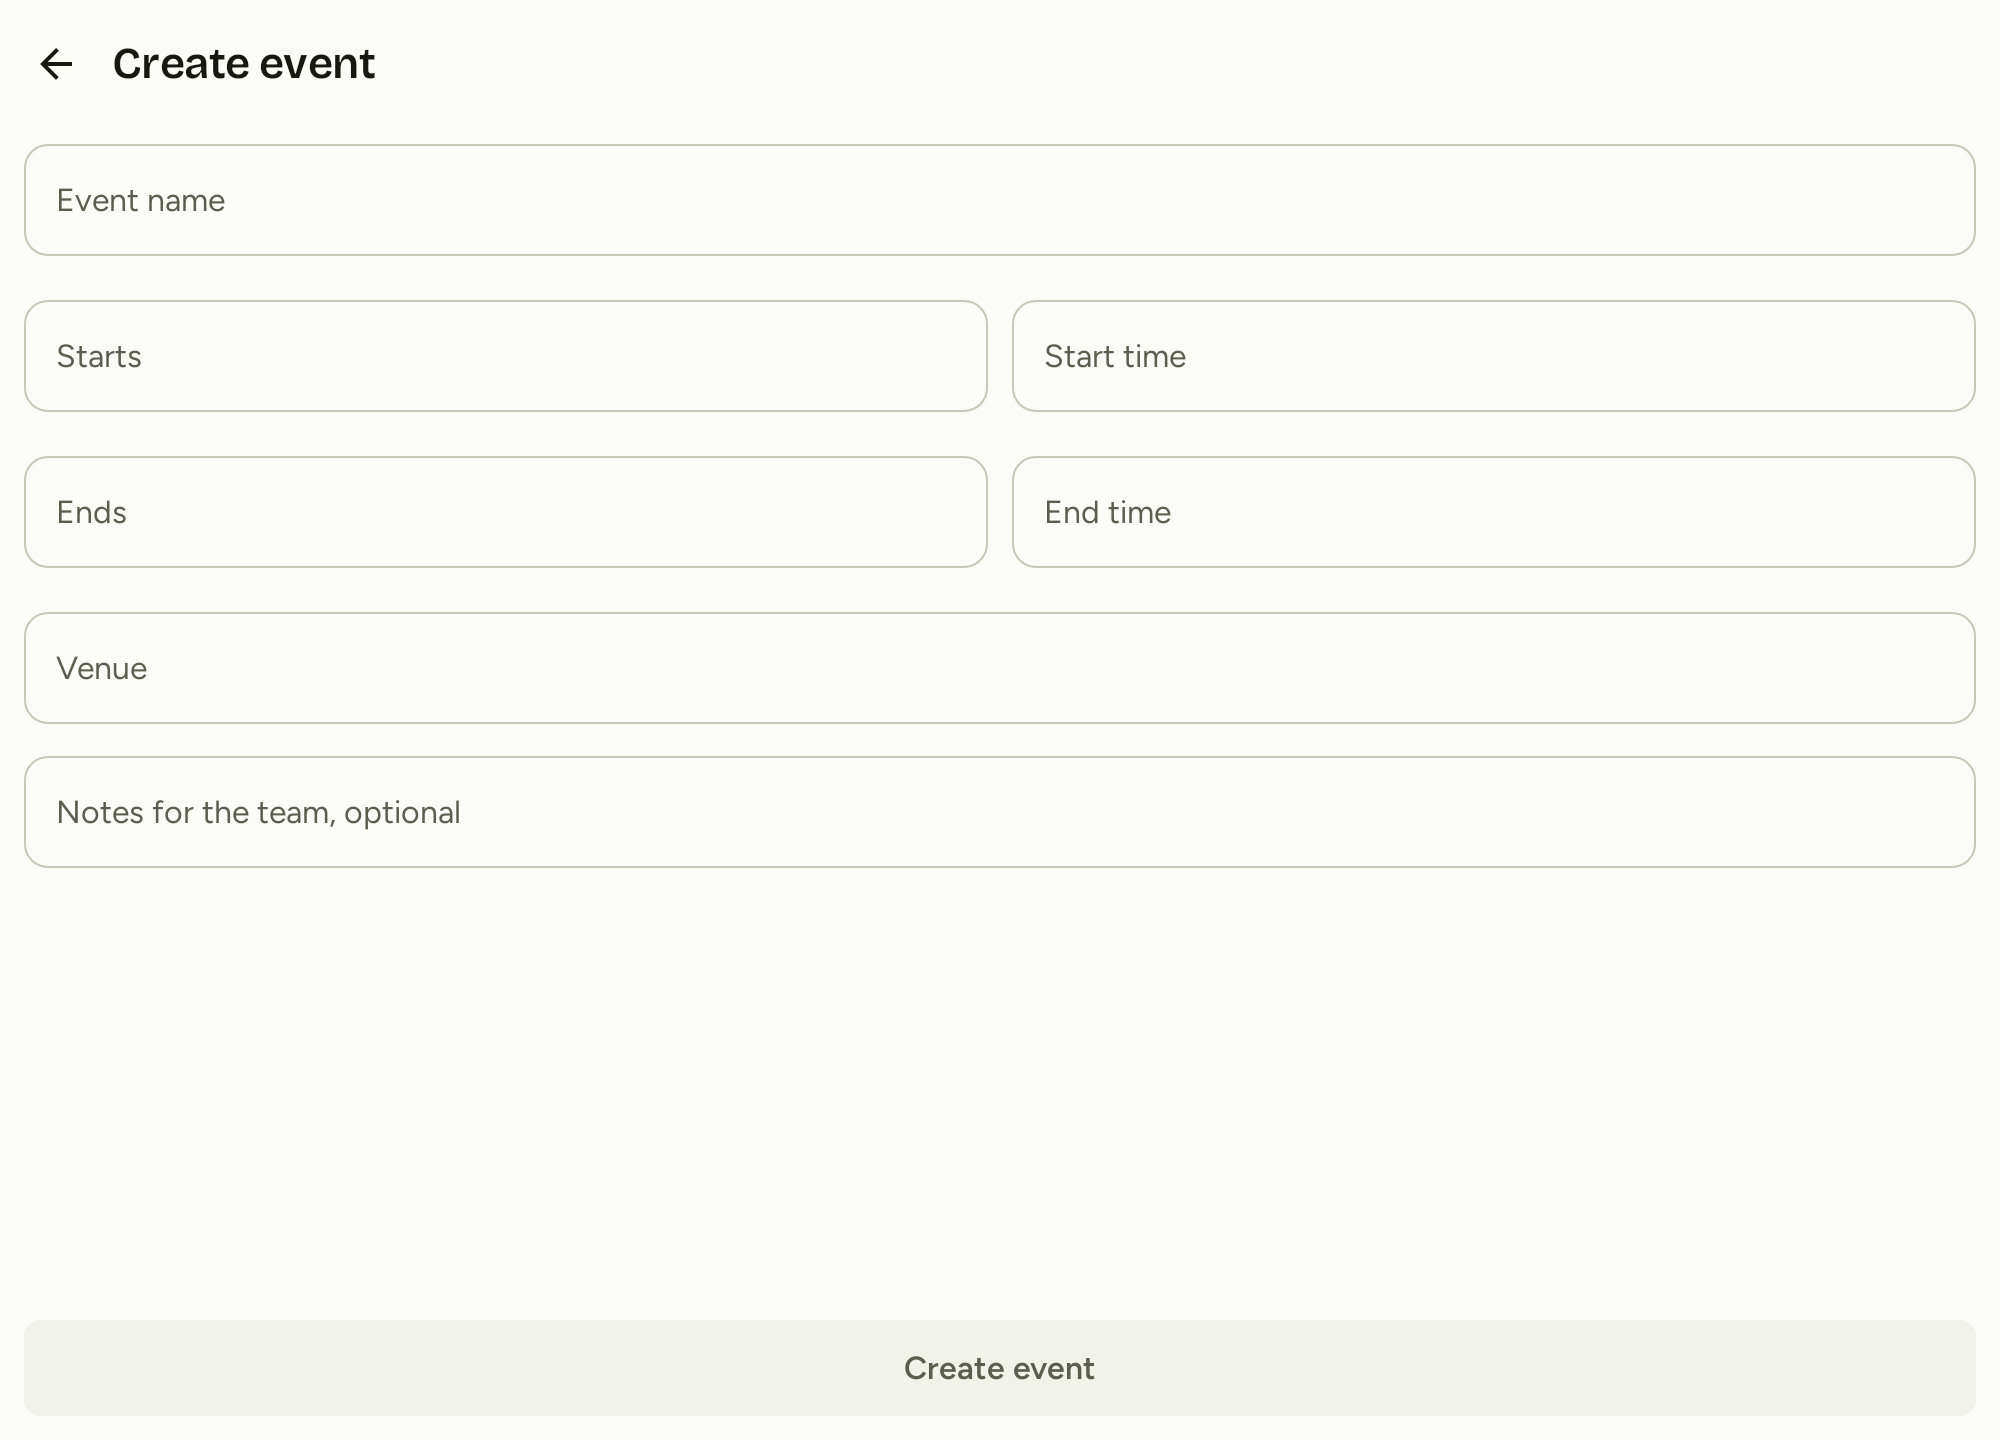 Create event
Event name
Starts
Start time
Ends
End time
Venue
Notes for the team, optional
Create event